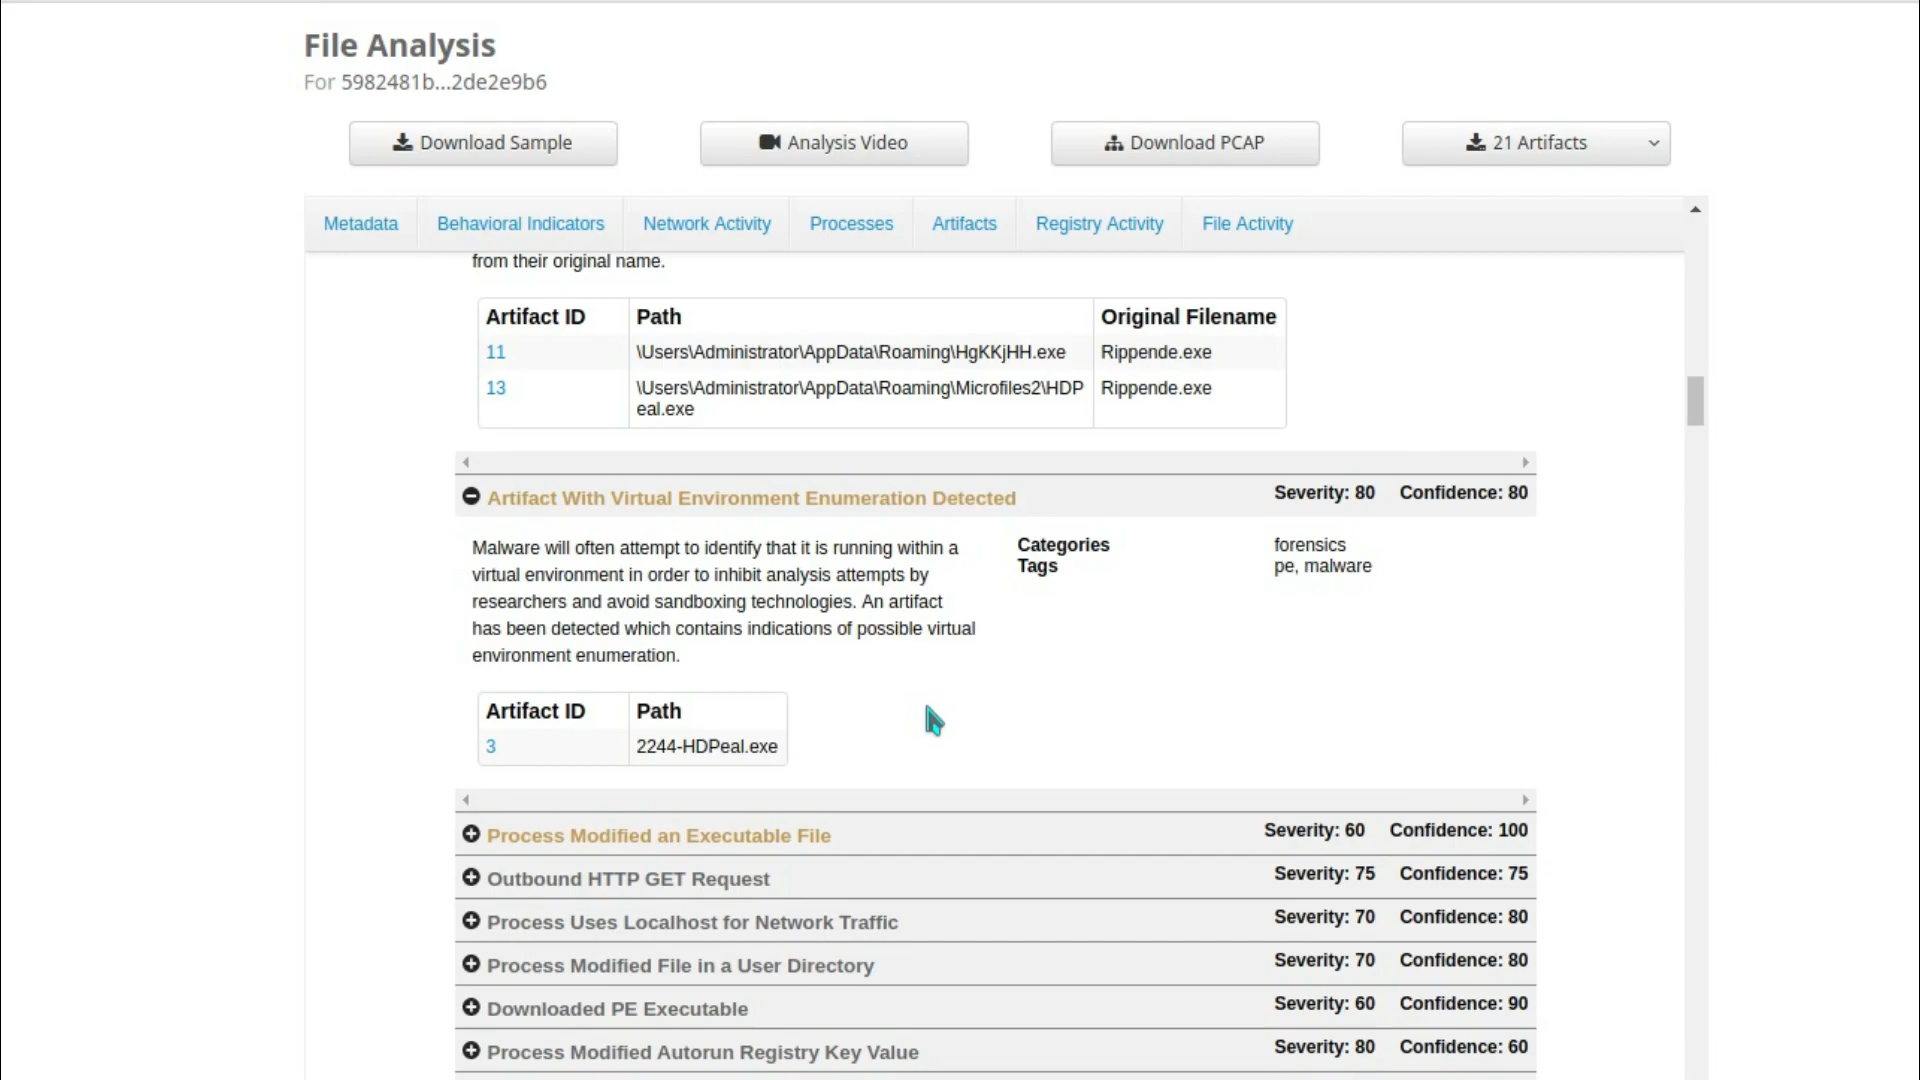 File Analysis
For 5982481b...2de2e9b6
Download Sample
Analysis Video
Download PCAP
21 Artifacts
Metadata
Behavioral Indicators
Network Activity
Processes
Artifacts
Registry Activity
File Activity
from their original name.
Artifact ID Path Original Filename
11 \Users\Administrator\AppData\Roaming\HgKKjHH.exe Rippende.exe
13 \Users\Administrator\AppData\Roaming\Microfiles2\HDP Rippende.exe
eal.exe
Artifact With Virtual Environment Enumeration Detected Severity: 80 Confidence: 80
Malware will often attempt to identify that it is running within a
virtual environment in order to inhibit analysis attempts by
researchers and avoid sandboxing technologies. An artifact
has been detected which contains indications of possible virtual
environment enumeration.
Categories forensics
Tags pe, malware
Artifact ID Path
3 2244-HDPeal.exe
Process Modified an Executable File Severity: 60 Confidence: 100
Outbound HTTP GET Request Severity: 75 Confidence: 75
Process Uses Localhost for Network Traffic Severity: 70 Confidence: 80
Process Modified File in a User Directory Severity: 70 Confidence: 80
Downloaded PE Executable Severity: 60 Confidence: 90
Process Modified Autorun Registry Key Value Severity: 80 Confidence: 60